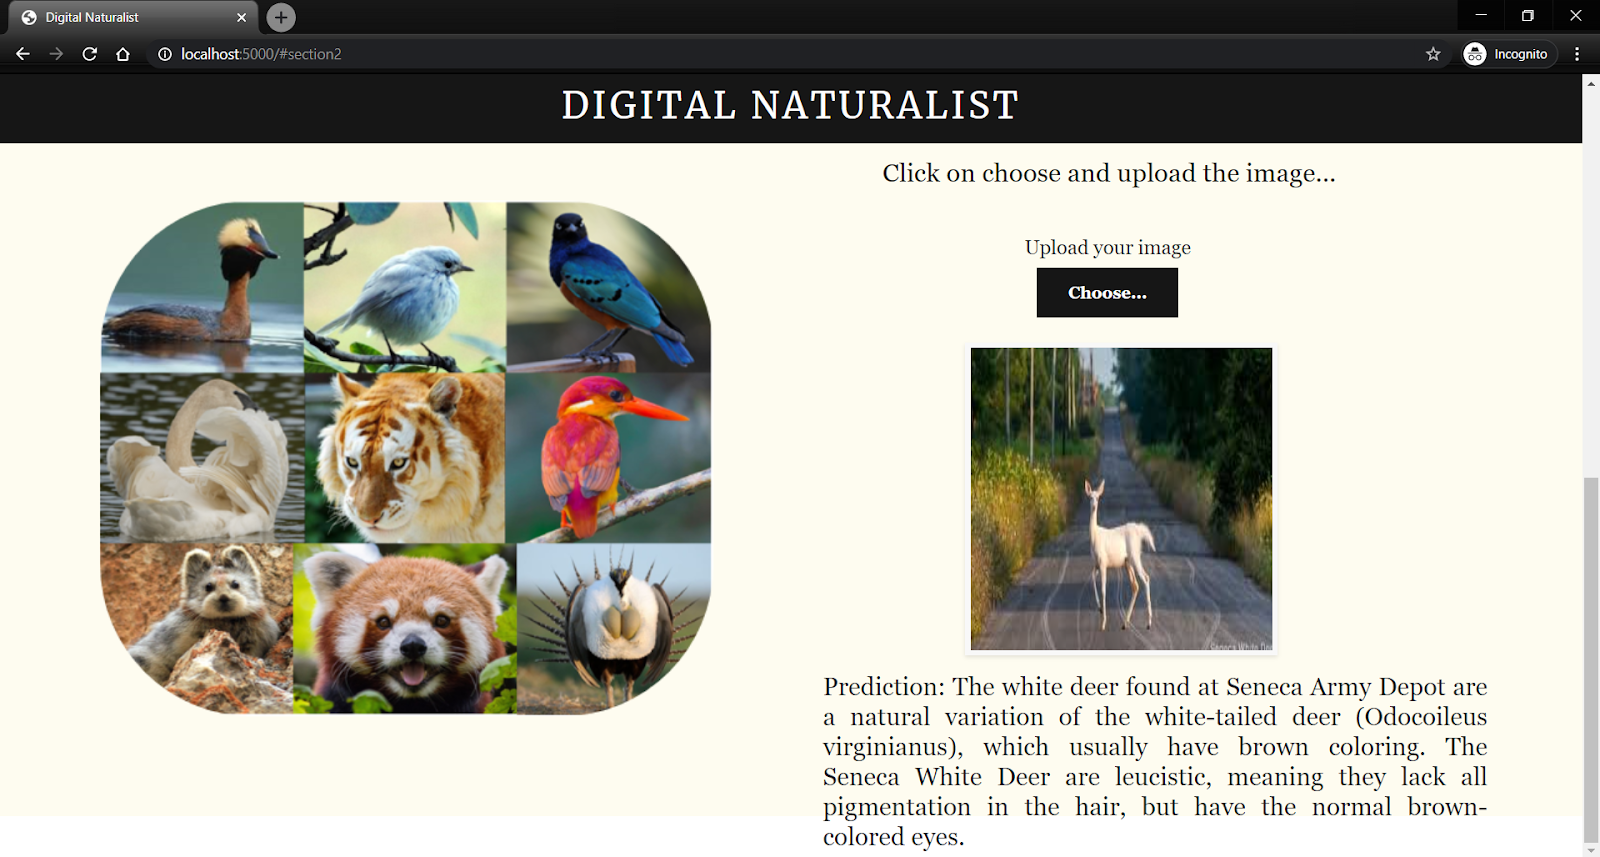 Digital Naturalist
localhost:5000/#section2
Incognito
DIGITAL NATURALIST
Click on choose and upload the image...
Upload your image
Choose...
Seneca White Deer
Prediction: The white deer found at Seneca Army Depot are
a natural variation of the white-tailed deer (Odocoileus
virginianus), which usually have brown coloring. The
Seneca White Deer are leucistic, meaning they lack all
pigmentation in the hair, but have the normal brown-
colored eyes.